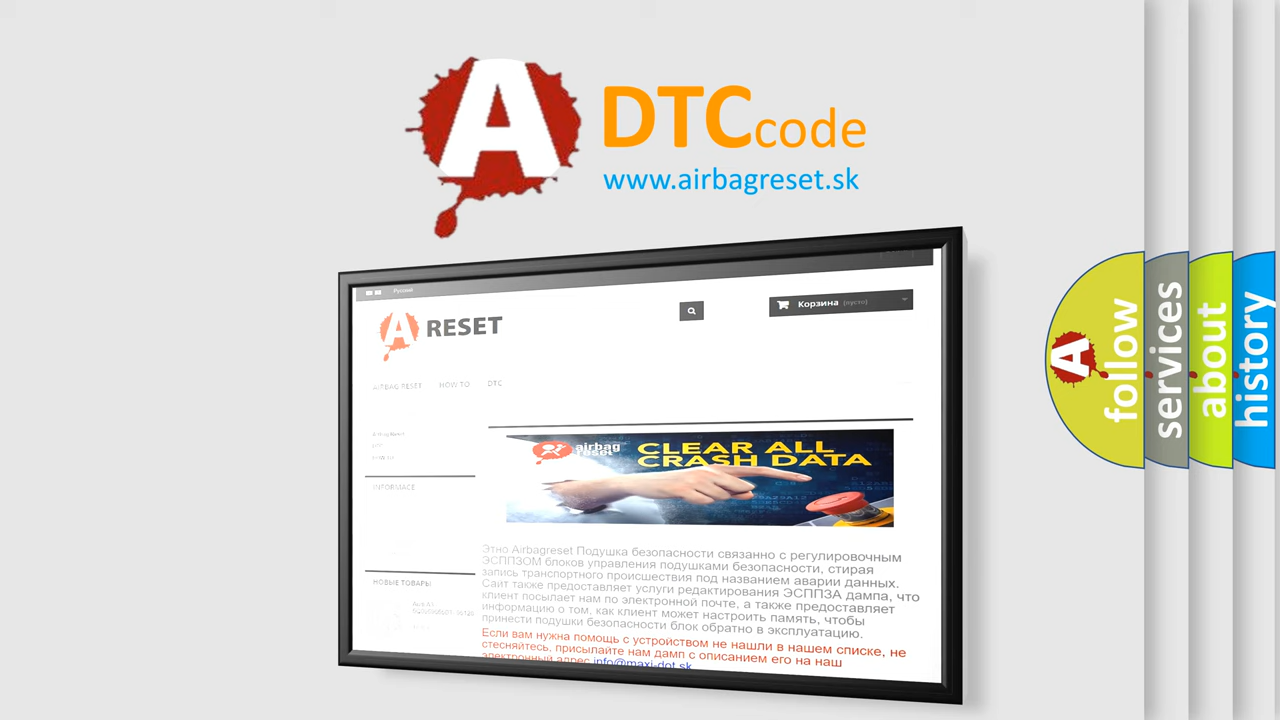 A DTC code
www.airbagreset.sk
Русский
Корзина (пусто)
A RESET
AIRBAG RESET HOW TO DTC
airbag reset
CLEAR ALL
CRASH DATA
INFORMACE
НОВЫЕ ТОВАРЫ
Этно Airbagreset Подушка безопасности связанно с регулировочным
ЭСППЗОМ блоков управления подушками безопасности, стирая
запись транспортного происшествия под названием аварии данных.
Сайт также предоставляет услуги редактирования ЭСППЗА дампа, что
клиент посылает нам по электронной почте, а также предоставляет
информацию о том, как клиент может настроить память, чтобы
принести подушки безопасности блок обратно в эксплуатацию.
Если вам нужна помощь с устройством не нашли в нашем списке, не
стесняйтесь, присылайте нам дамп с описанием его на наш
электронный адрес info@maxi-dot.sk
A follow
services
about
history